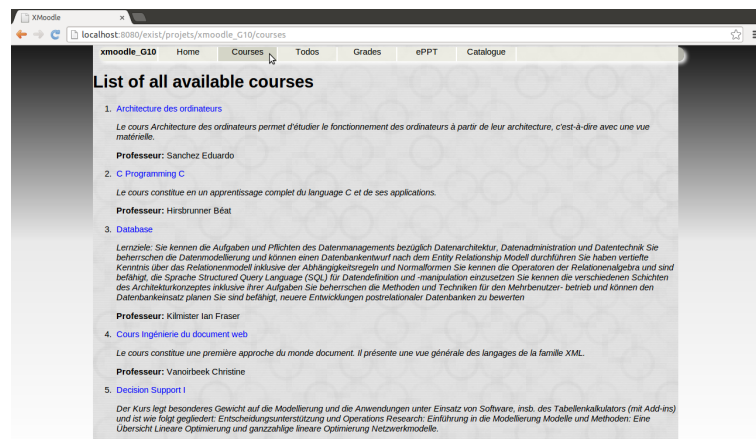 XMoodle
localhost:8080/exist/projets/xmoodle_G10/courses
xmoodle_G10 Home Courses Todos Grades ePPT Catalogue
List of all available courses
1. Architecture des ordinateurs
Le cours Architecture des ordinateurs permet d'étudier le fonctionnement des ordinateurs à partir de leur architecture, c'est-à-dire avec une vue
matérielle.
Professeur: Sanchez Eduardo
2. C Programming C
Le cours constitue en un apprentissage complet du language C et de ses applications.
Professeur: Hirsbrunner Béat
3. Database
Lernziele: Sie kennen die Aufgaben und Pflichten des Datenmanagements bezüglich Datenarchitektur, Datenadministration und Datentechnik Sie
beherrschen die Datenmodellierung und können einen Datenbankentwurf nach dem Entity Relationship Modell durchführen Sie haben vertiefte
Kenntnis über das Relationenmodell inklusive der Abhängigkeitsregeln und Normalformen Sie kennen die Operatoren der Relationenalgebra und sind
befähigt, die Sprache Structured Query Language (SQL) für Datendefinition und -manipulation einzusetzen Sie kennen die verschiedenen Schichten
des Architekturkonzeptes inklusive ihrer Aufgaben Sie beherrschen die Methoden und Techniken für den Mehrbenutzer- betrieb und können den
Datenbankeinsatz planen Sie sind befähigt, neuere Entwicklungen postrelationaler Datenbanken zu bewerten
Professeur: Kilmister Ian Fraser
4. Cours Ingénierie du document web
Le cours constitue une première approche du monde document. Il présente une vue générale des langages de la famille XML.
Professeur: Vanoirbeek Christine
5. Decision Support I
Der Kurs legt besonderes Gewicht auf die Modellierung und die Anwendungen unter Einsatz von Software, insb. des Tabellenkalkulators (mit Add-ins)
und ist wie folgt gegliedert: Entscheidungsunterstützung und Operations Research: Einführung in die Modellierung Modelle und Methoden: Eine
Übersicht Lineare Optimierung und ganzzahlige lineare Optimierung Netzwerkmodelle.